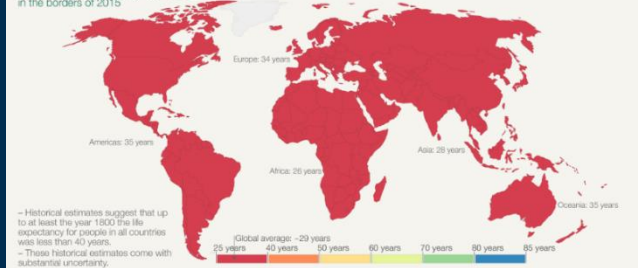 in the borders of 2015
Europe: 34 years
Americas: 35 years
Asia: 28 years
Africa: 26 years
Oceania: 35 years
– Historical estimates suggest that up
to at least the year 1800 the life
expectancy for people in all countries
was less than 40 years.
– These historical estimates come with
substantial uncertainty.
Global average: ~29 years
25 years 40 years 50 years 60 years 70 years 80 years 85 years